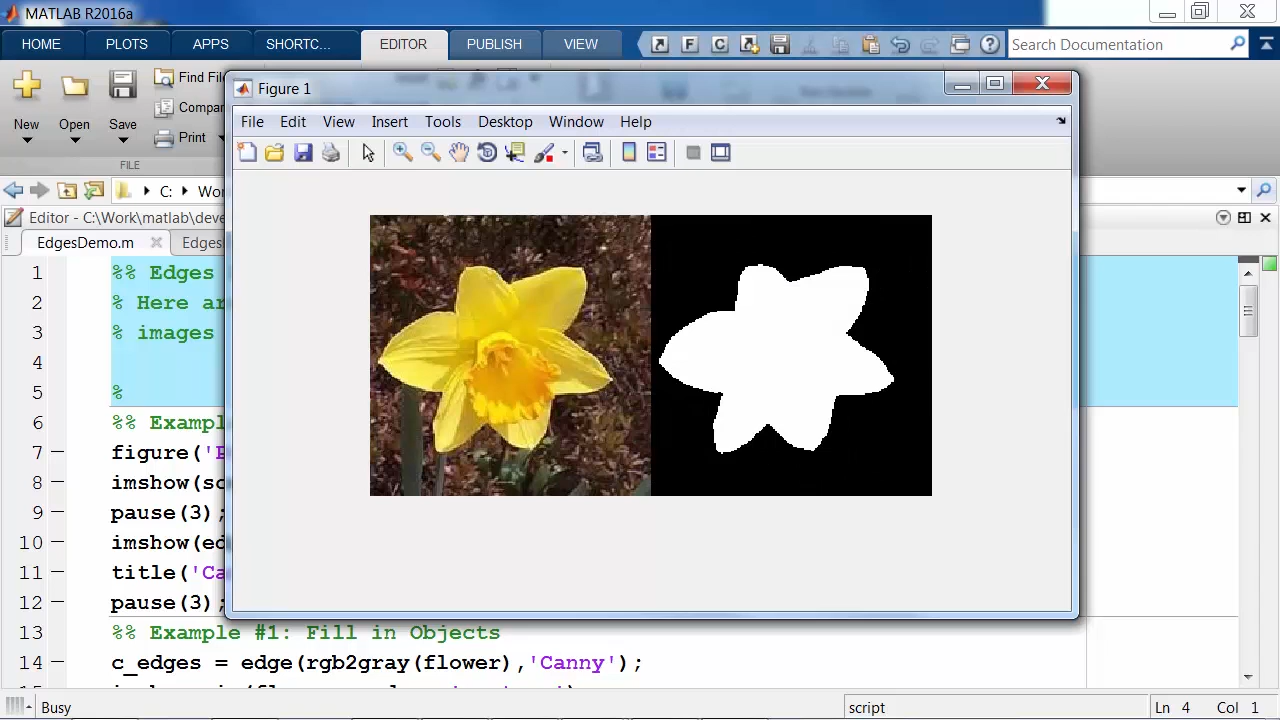 MATLAB R2016a
HOME PLOTS APPS SHORTC... EDITOR PUBLISH VIEW Search Documentation
New Open Save Find Compar Print
FILE
Figure 1
File Edit View Insert Tools Desktop Window Help
C:
Editor - C:\Work\matlab\deve
EdgesDemo.m Edges
1 %% Edges
2 % Here ar
3 % images
4
5 %
6 %% Exampl
7 figure('
8 imshow(sc
9 pause(3);
10 imshow(ed
11 title('Ca
12 pause(3);
13 %% Example #1: Fill in Objects
14 c_edges = edge(rgb2gray(flower),'Canny');
Busy script Ln 4 Col 1